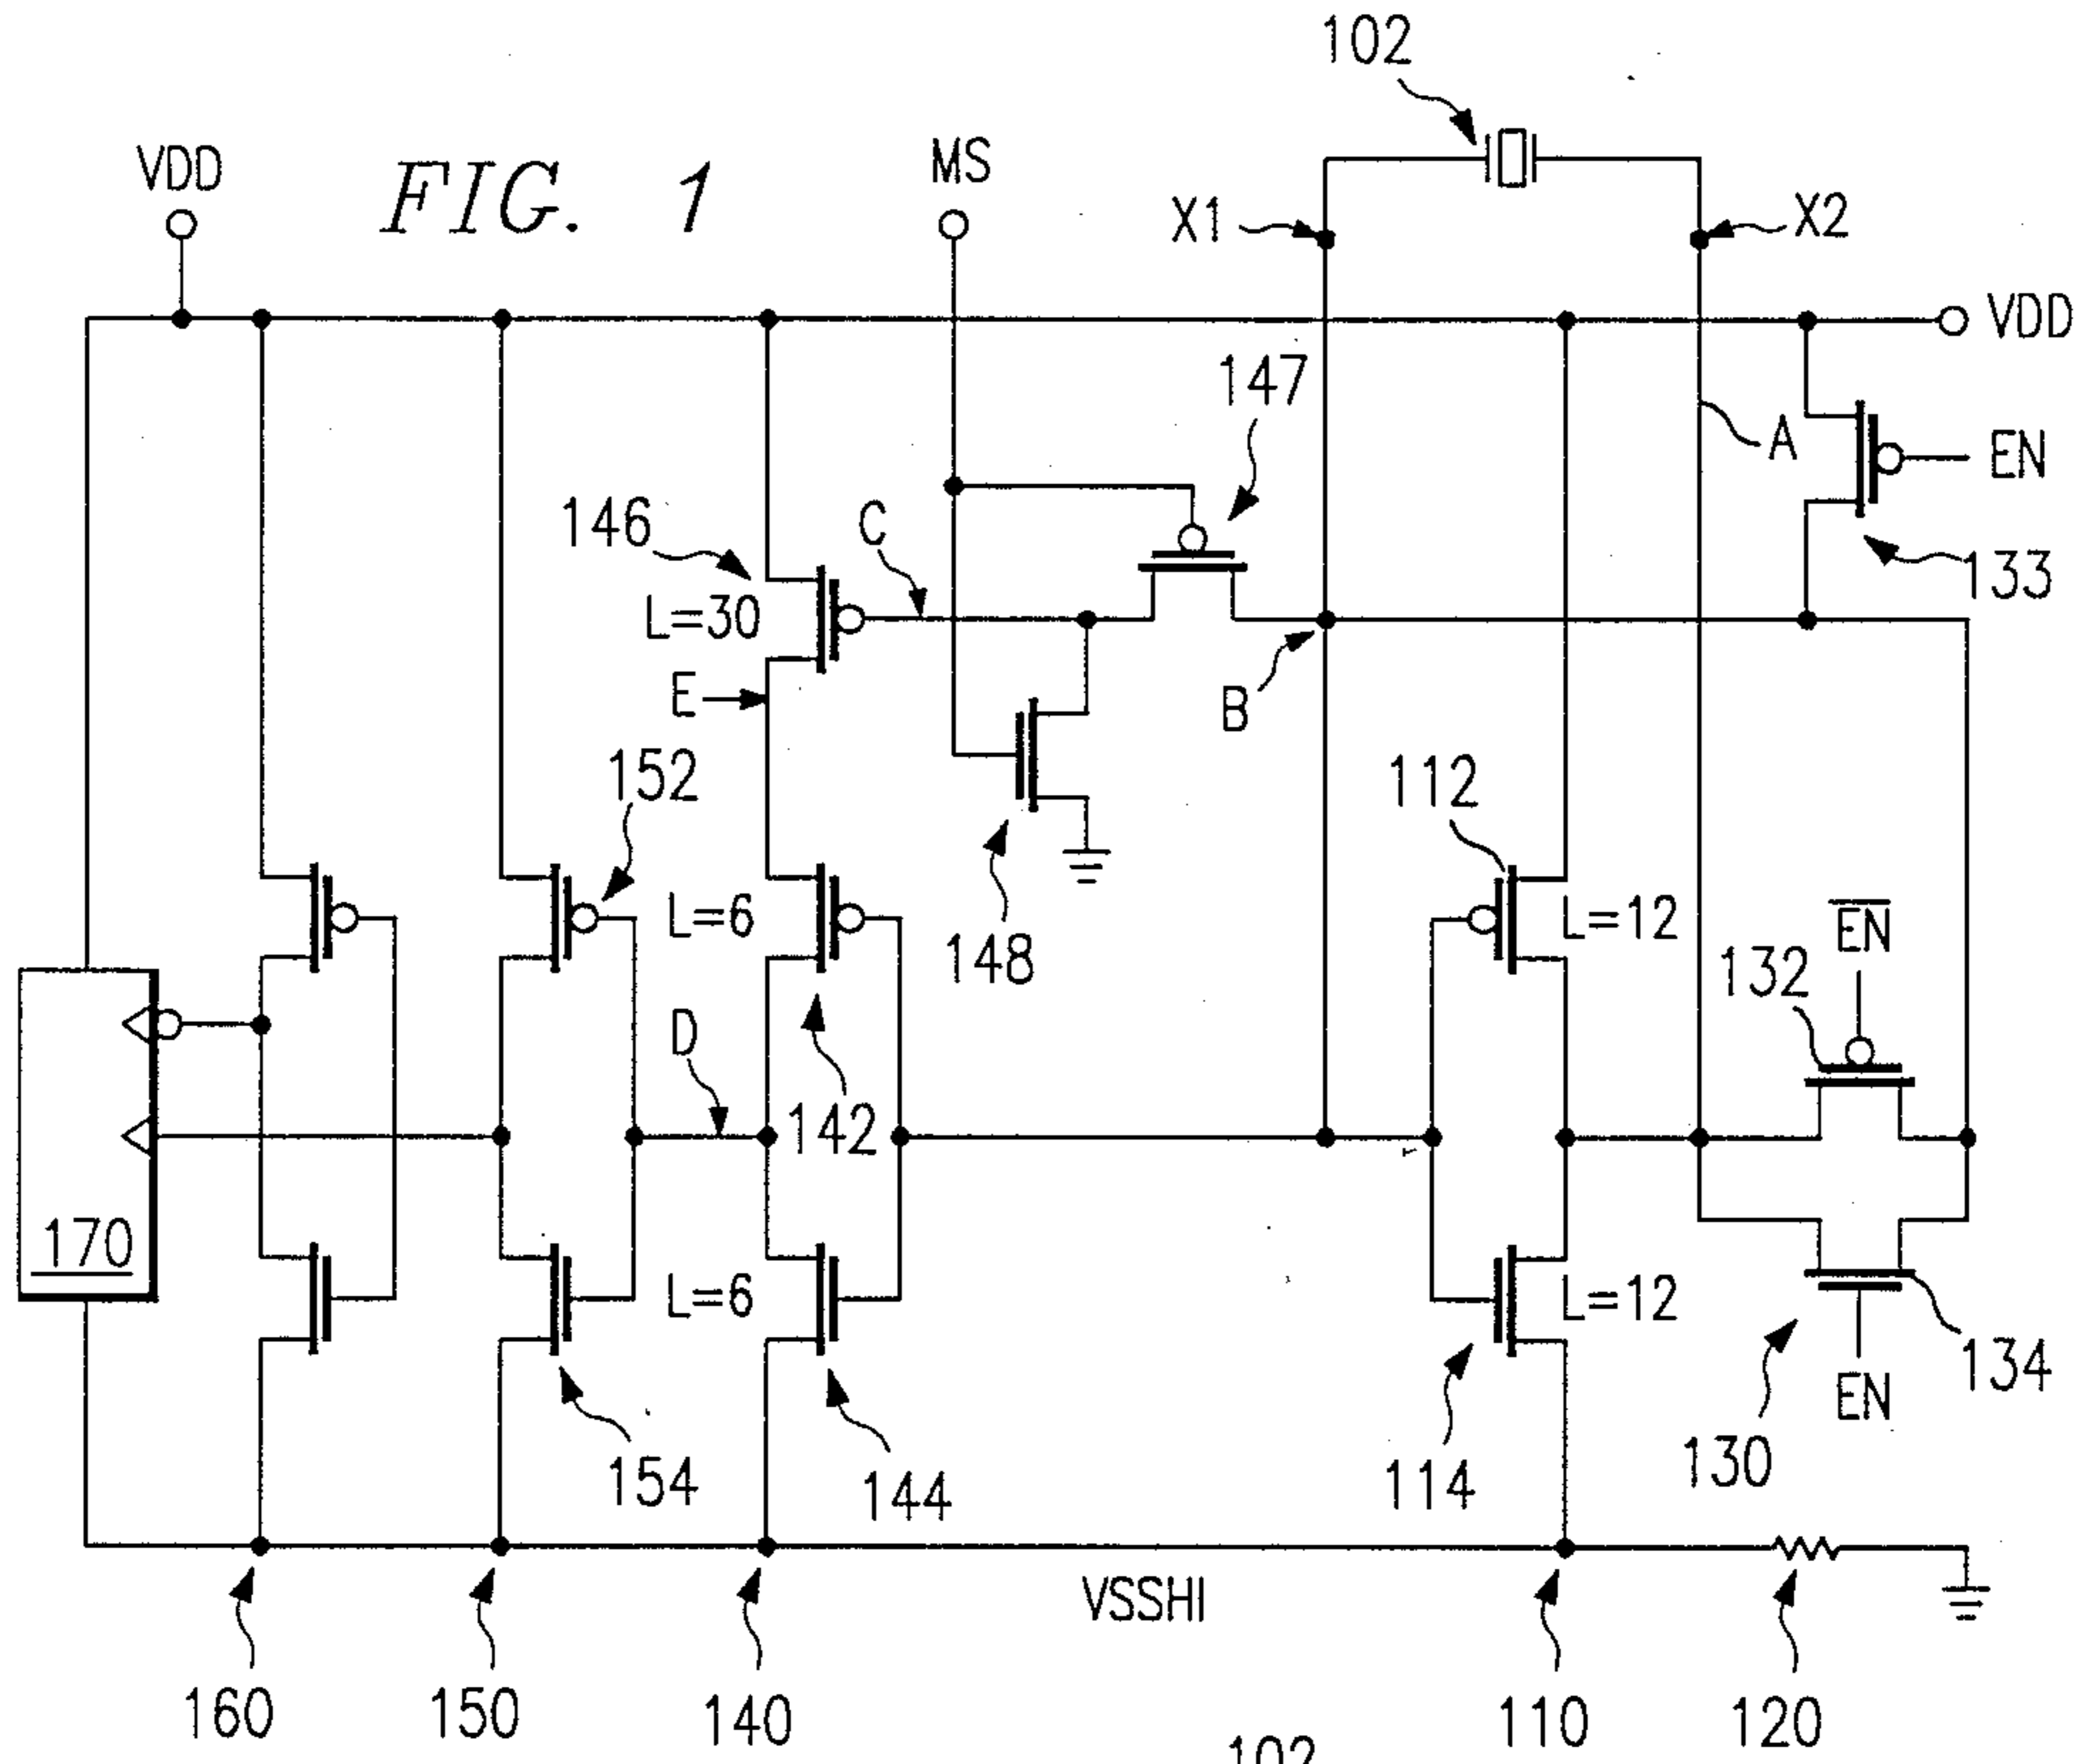 102
VDD
FIG. 1
MS
X1
X2
VDD
147
A
EN
146
C
L=30
133
E
B
152
112
L=6
148
L=12
EN
132
D
142
170
L=6
L=12
134
EN
154
144
114
130
VSSHI
160
150
140
110
120
102